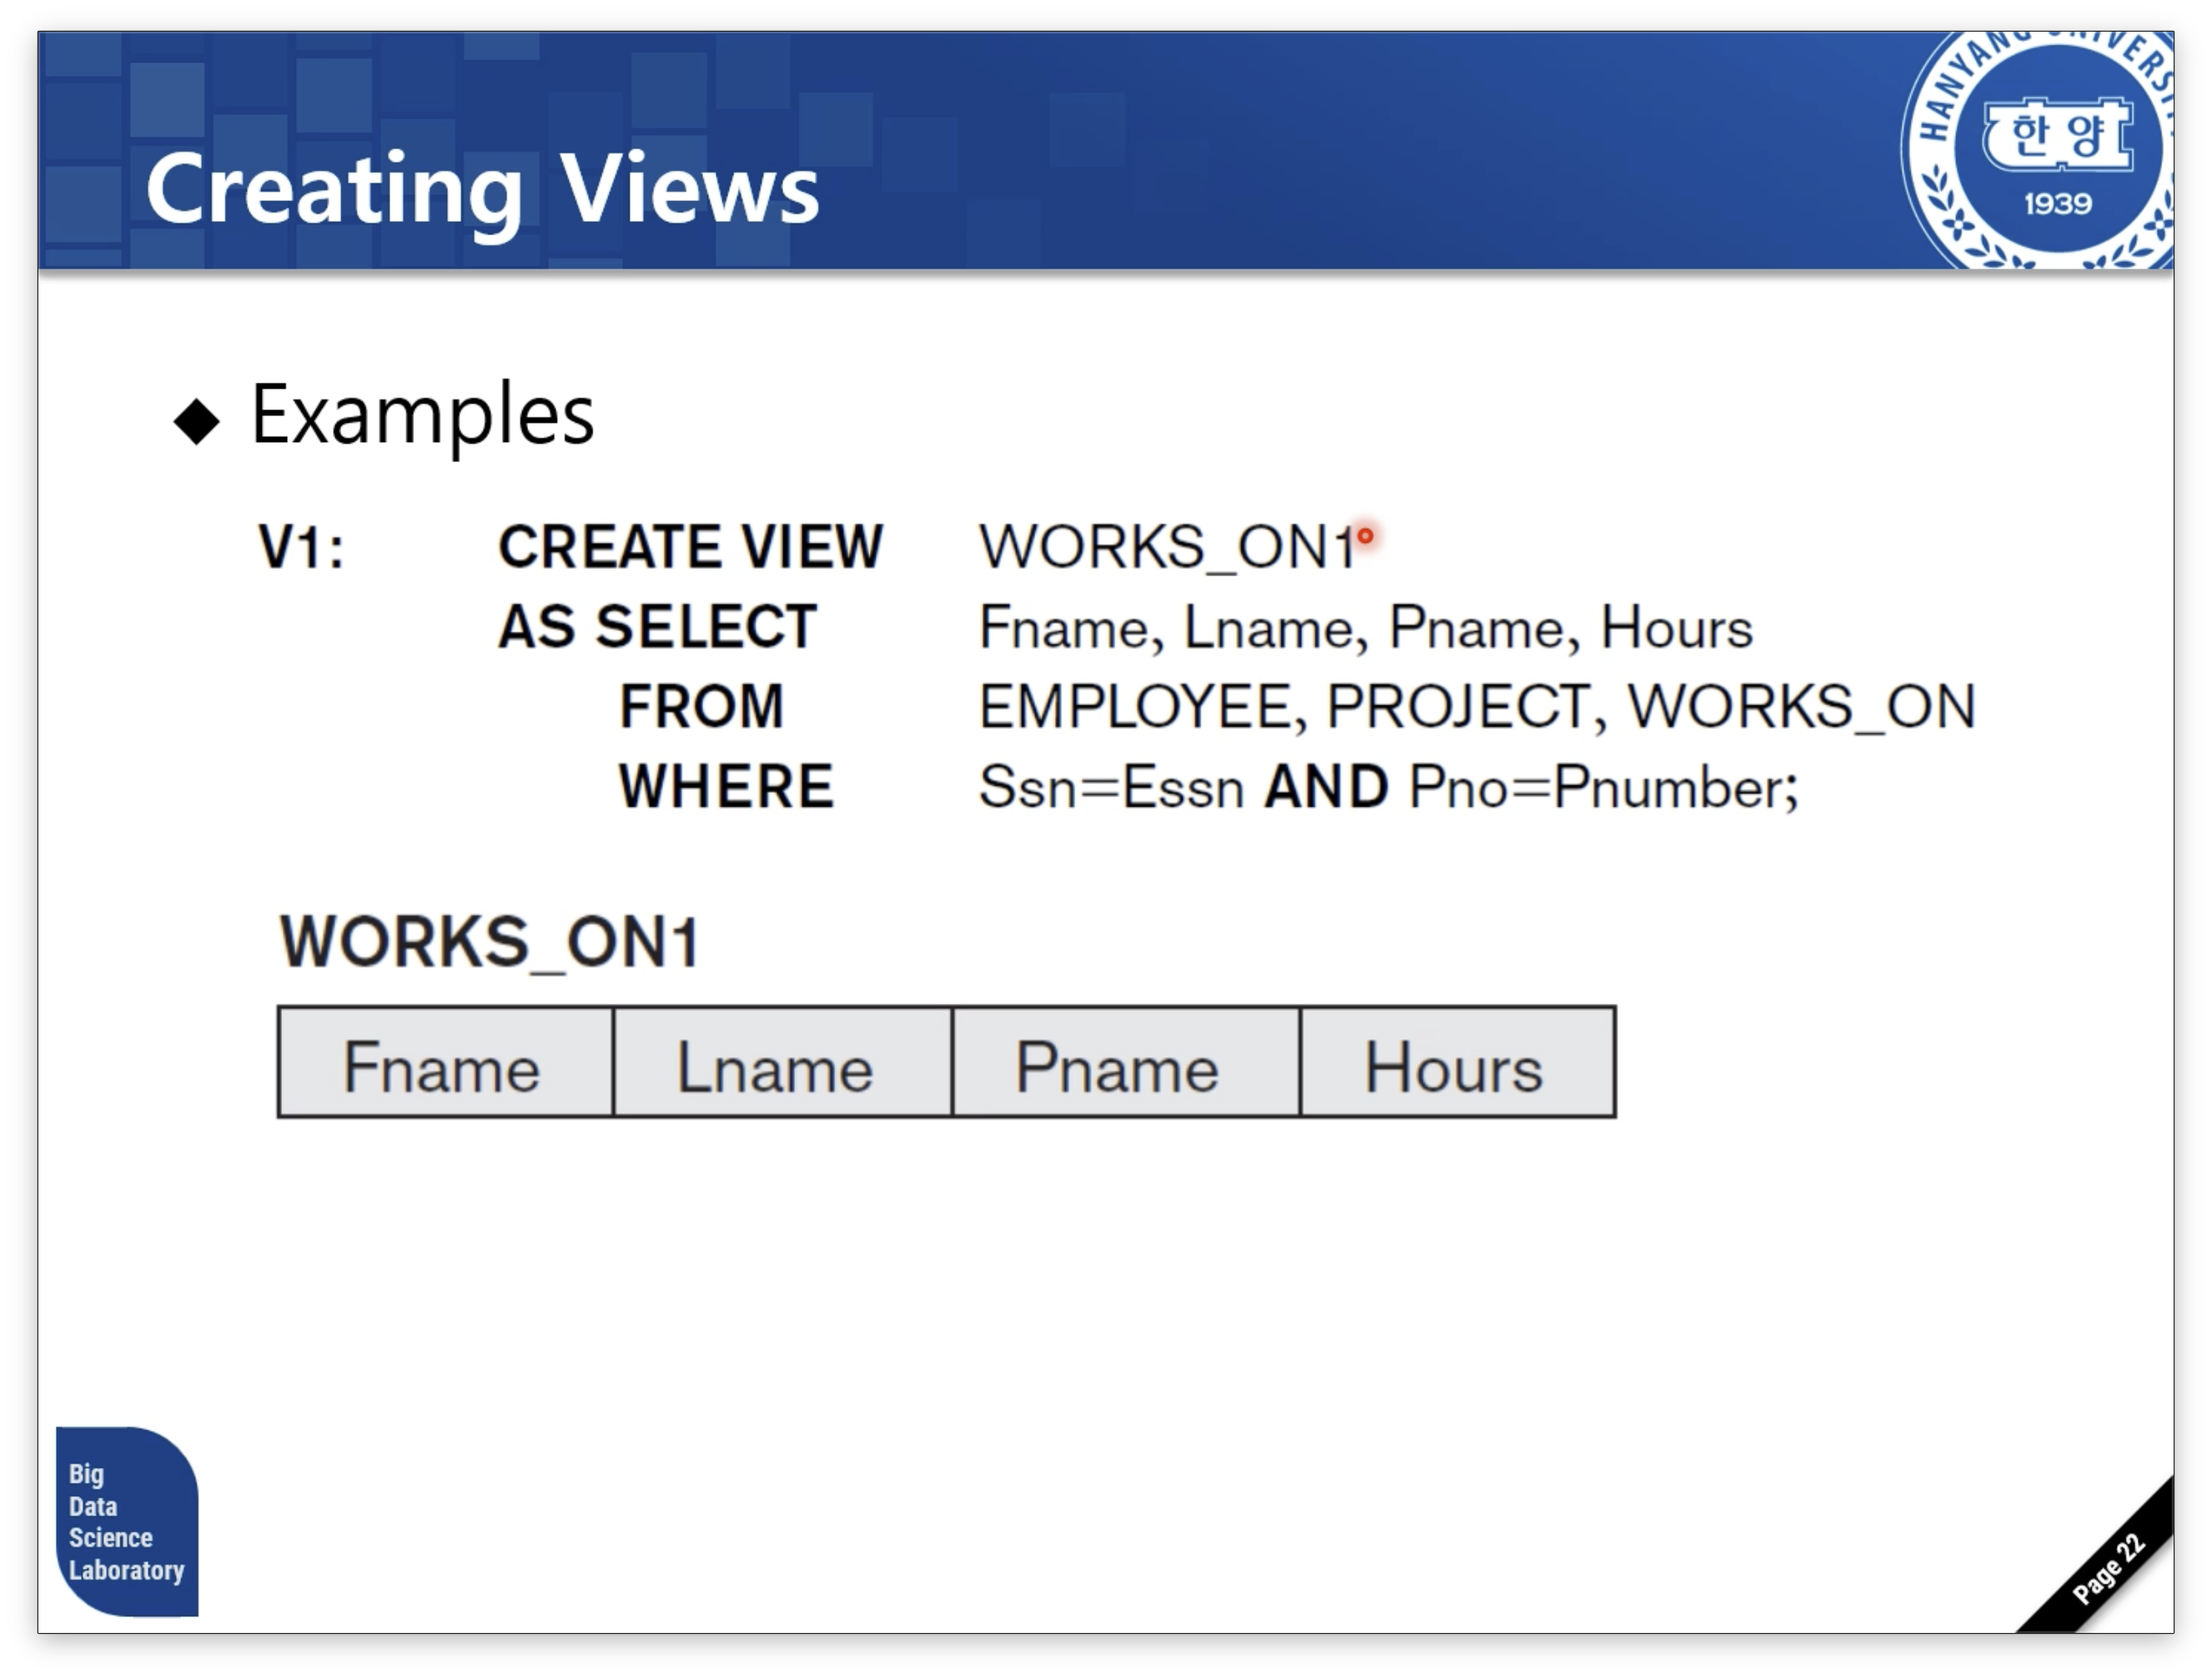 HANYANG UNIVERS
한양
1939
Creating Views
◆ Examples
V1: CREATE VIEW WORKS_ON1
AS SELECT Fname, Lname, Pname, Hours
FROM EMPLOYEE, PROJECT, WORKS_ON
WHERE Ssn=Essn AND Pno=Pnumber;
WORKS_ON1
Fname Lname Pname Hours
Big
Data
Science
Laboratory
Page 22